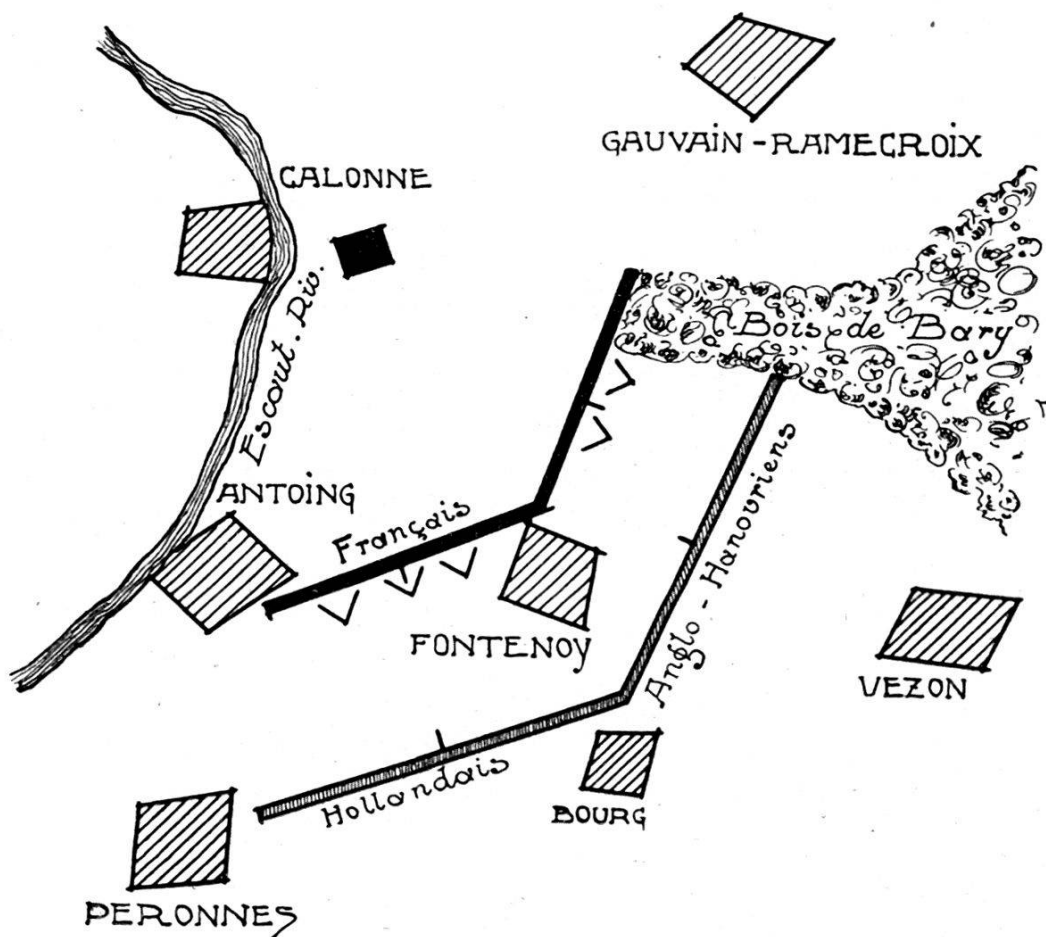 GAUVAIN-RAMECROIX
CALONNE
Escaut. Riv.
Bois de Bary
ANTOING
Français
Anglo-Hanovriens
FONTENOY
VEZON
Hollandais
BOURG
PERONNES